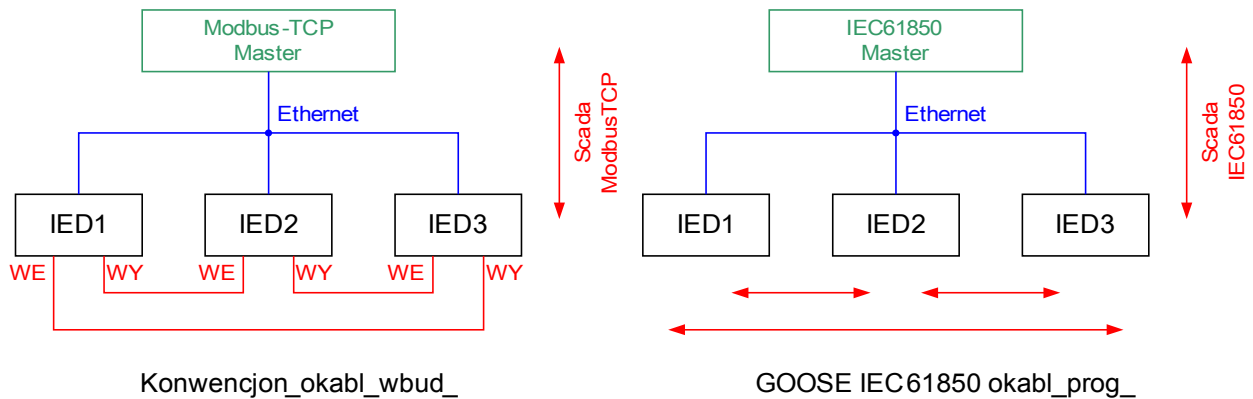 Modbus-TCP
Master
Ethernet
Scada
ModbusTCP
IED1
IED2
IED3
WE
WY
WE
WY
WE
WY
Konwencjon_okabl_wbud_
IEC61850
Master
Ethernet
Scada
IEC61850
IED1
IED2
IED3
GOOSE IEC61850 okabl_prog_